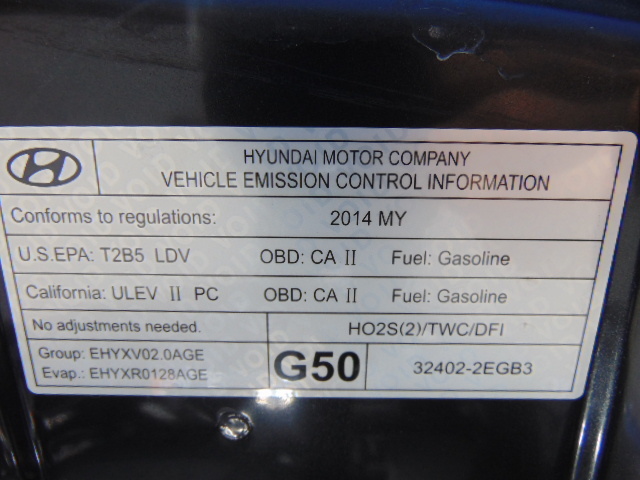 HYUNDAI MOTOR COMPANY
VEHICLE EMISSION CONTROL INFORMATION
Conforms to regulations: 2014 MY
U.S.EPA: T2B5 LDV OBD: CA II Fuel: Gasoline
California: ULEV II PC OBD: CA II Fuel: Gasoline
No adjustments needed. HO2S(2)/TWC/DFI
Group: EHYXV02.0AGE
Evap.: EHYXR0128AGE
G50
32402-2EGB3
VOID